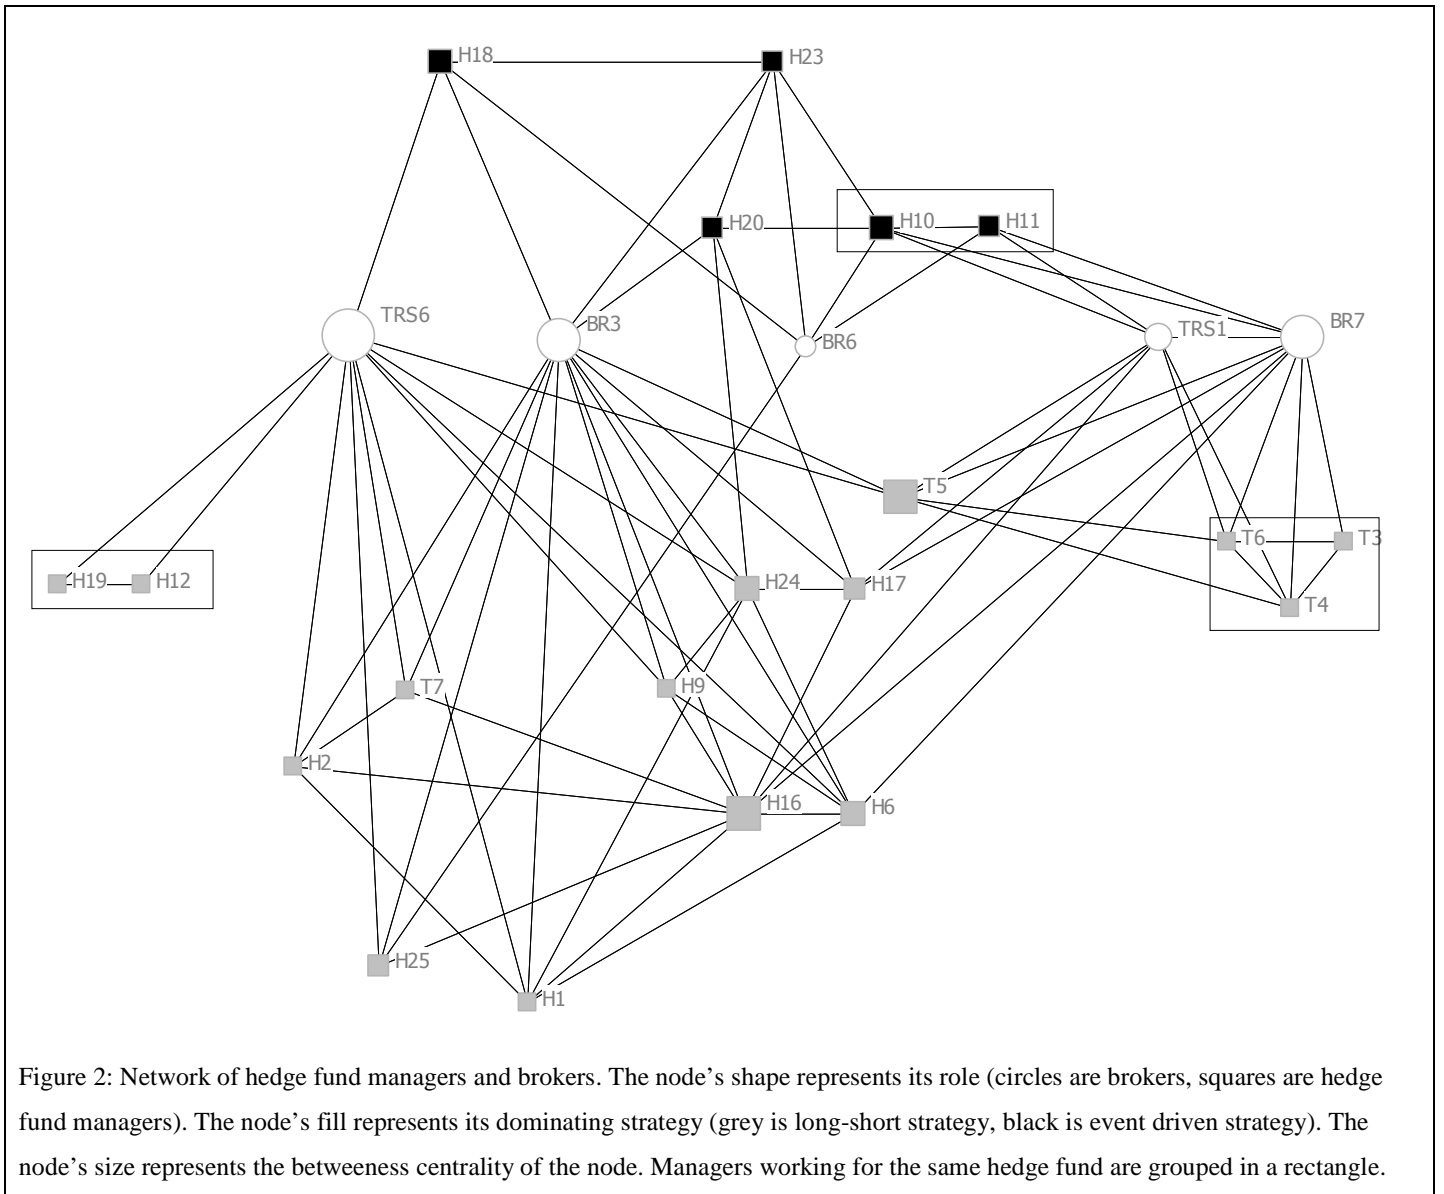 H18
H23
H20
H10
H11
TRS6
BR3
BR6
TRS1
BR7
T5
T6
T3
H19
H12
H24
H17
T4
T7
H9
H2
H16
H6
H25
H1
Figure 2: Network of hedge fund managers and brokers. The node’s shape represents its role (circles are brokers, squares are hedge
fund managers). The node’s fill represents its dominating strategy (grey is long-short strategy, black is event driven strategy). The
node’s size represents the betweeness centrality of the node. Managers working for the same hedge fund are grouped in a rectangle.